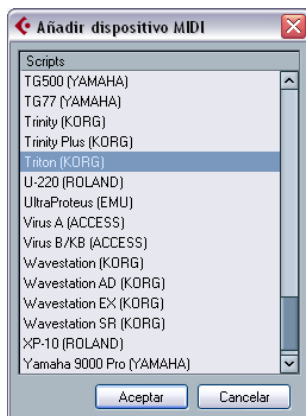 Añadir dispositivo MIDI
Scripts
TG500 (YAMAHA)
TG77 (YAMAHA)
Trinity (KORG)
Trinity Plus (KORG)
Triton (KORG)
U-220 (ROLAND)
UltraProteus (EMU)
Virus A (ACCESS)
Virus B/KB (ACCESS)
Wavestation (KORG)
Wavestation AD (KORG)
Wavestation EX (KORG)
Wavestation SR (KORG)
XP-10 (ROLAND)
Yamaha 9000 Pro (YAMAHA)
Aceptar Cancelar